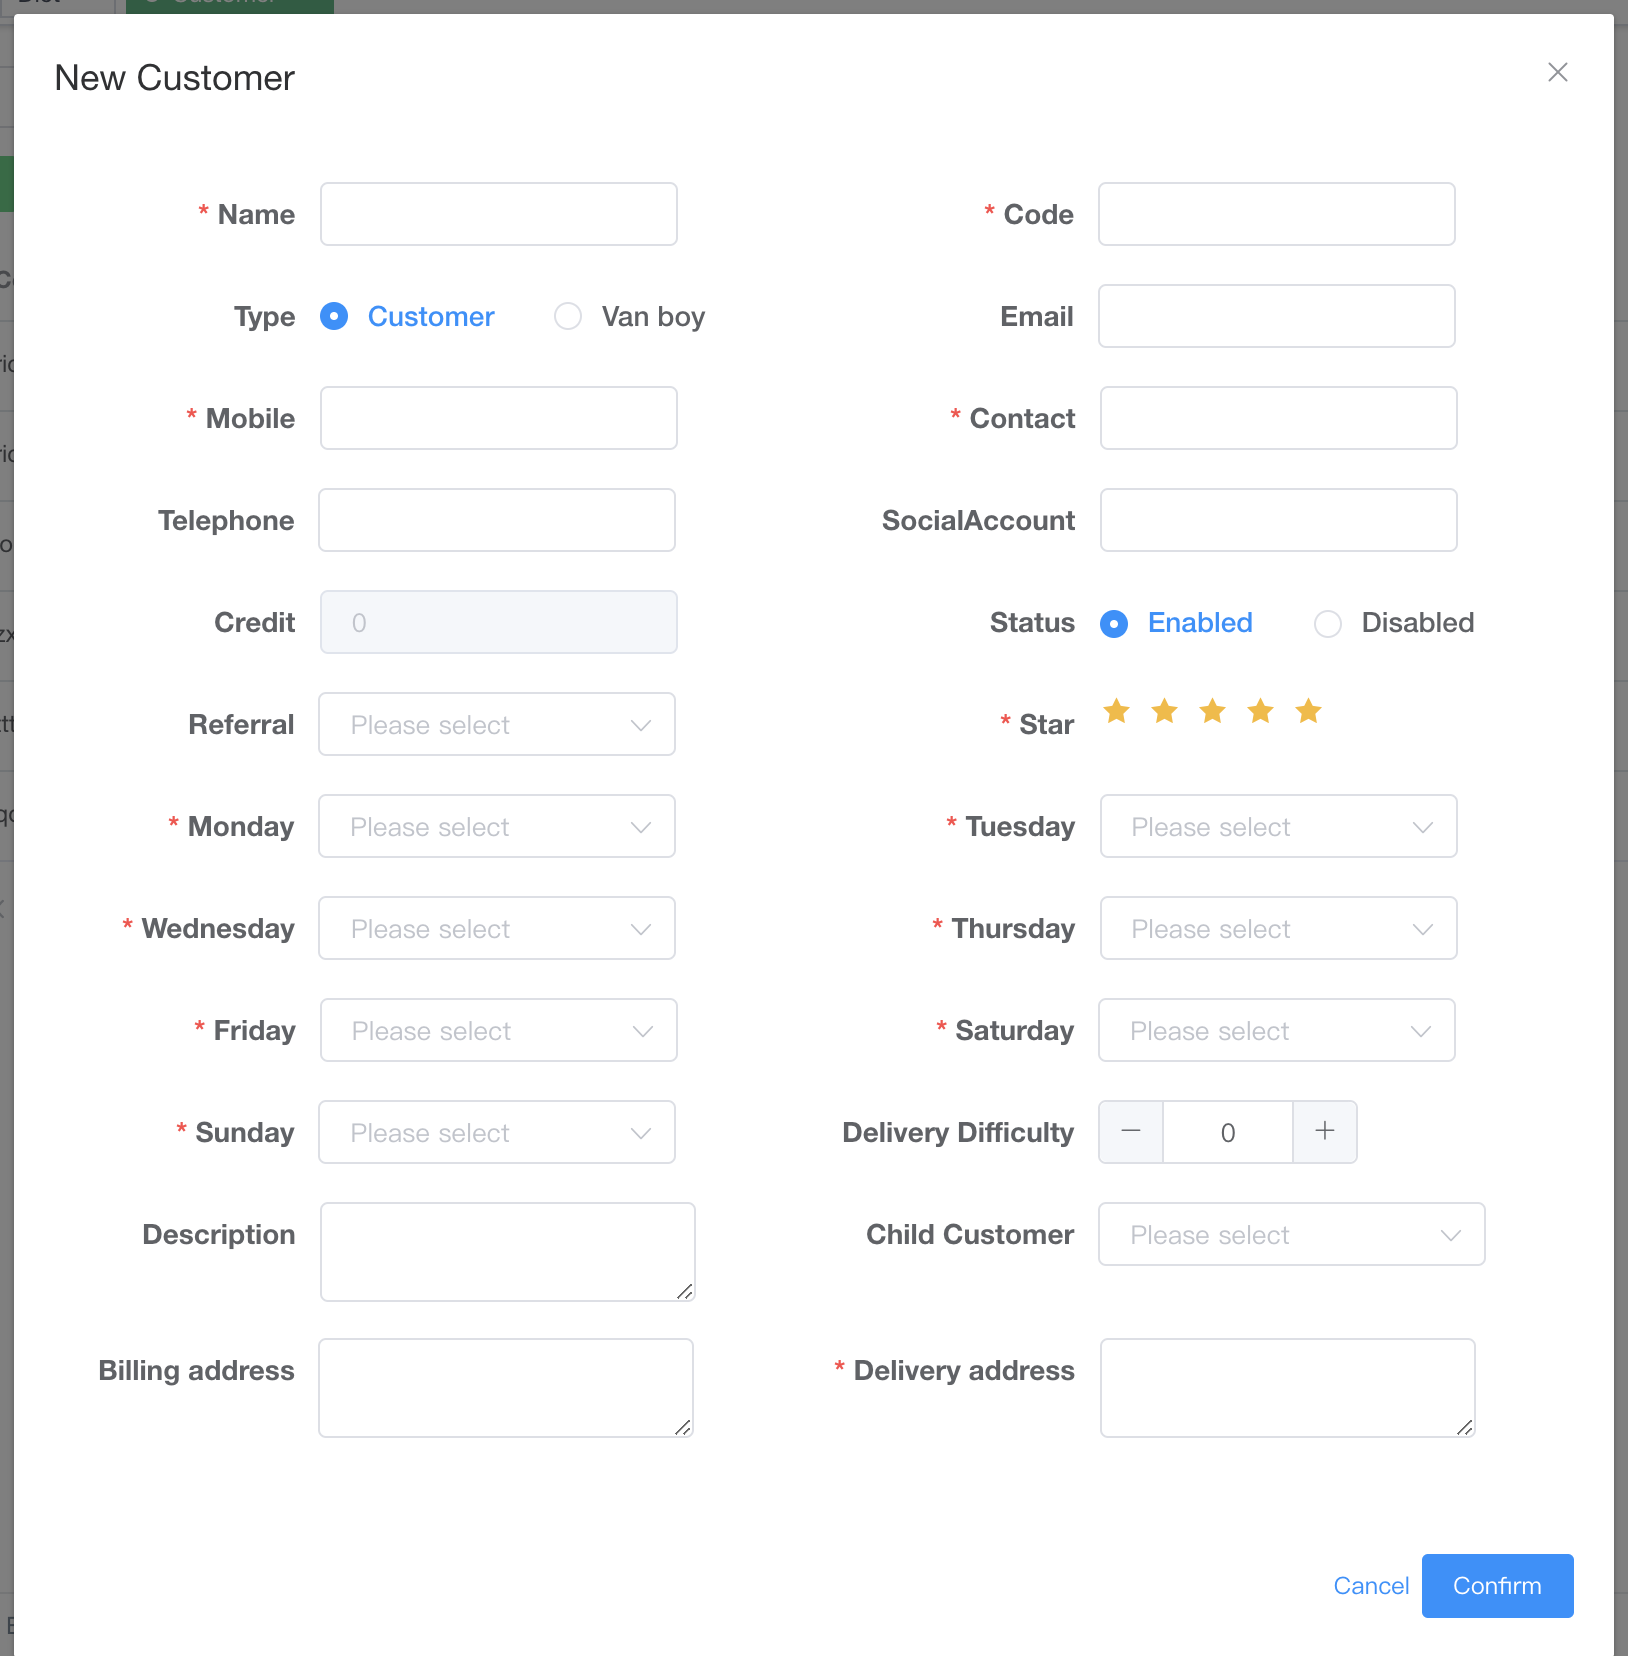 Customer
New Customer
* Name
* Code
Type Customer Van boy
Email
* Mobile
* Contact
Telephone
SocialAccount
Credit 0
Status Enabled Disabled
Referral Please select
* Star
* Monday Please select
* Tuesday Please select
* Wednesday Please select
* Thursday Please select
* Friday Please select
* Saturday Please select
* Sunday Please select
Delivery Difficulty − 0 +
Description
Child Customer Please select
Billing address
* Delivery address
Cancel Confirm